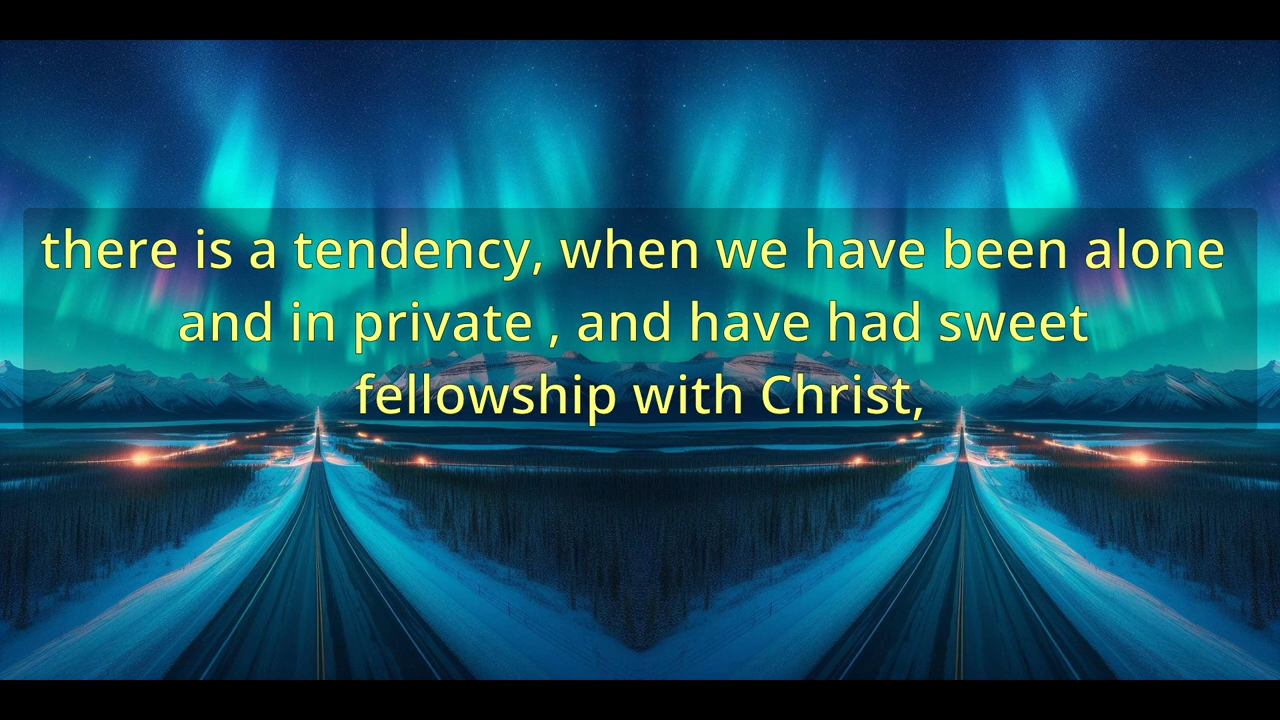 there is a tendency, when we have been alone
and in private , and have had sweet
fellowship with Christ,